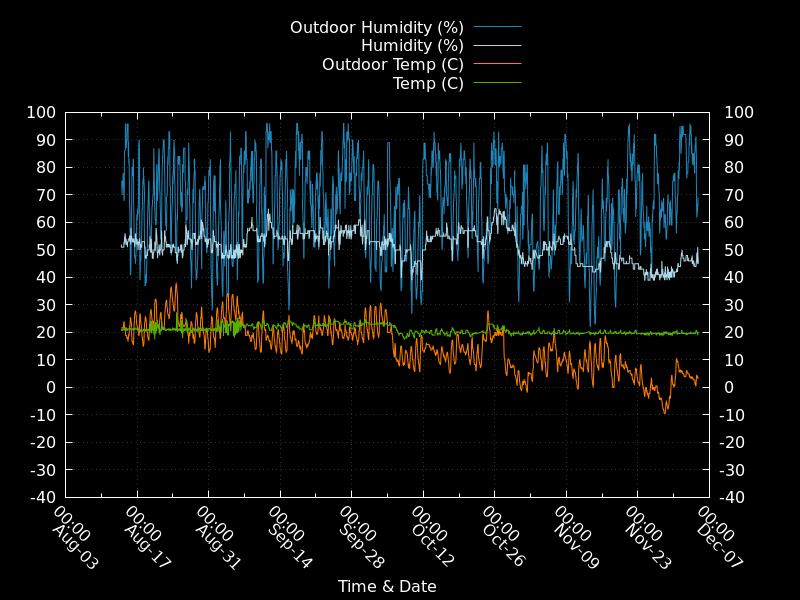 Outdoor Humidity (%)
Humidity (%)
Outdoor Temp (C)
Temp (C)
100 100
90 90
80 80
70 70
60 60
50 50
40 40
30 30
20 20
10 10
0 0
-10 -10
-20 -20
-30 -30
-40 -40
00:00 00:00 00:00 00:00 00:00 00:00 00:00 00:00 00:00 00:00
Aug-03 Aug-17 Aug-31 Sep-14 Sep-28 Oct-12 Oct-26 Nov-09 Nov-23 Dec-07
Time & Date